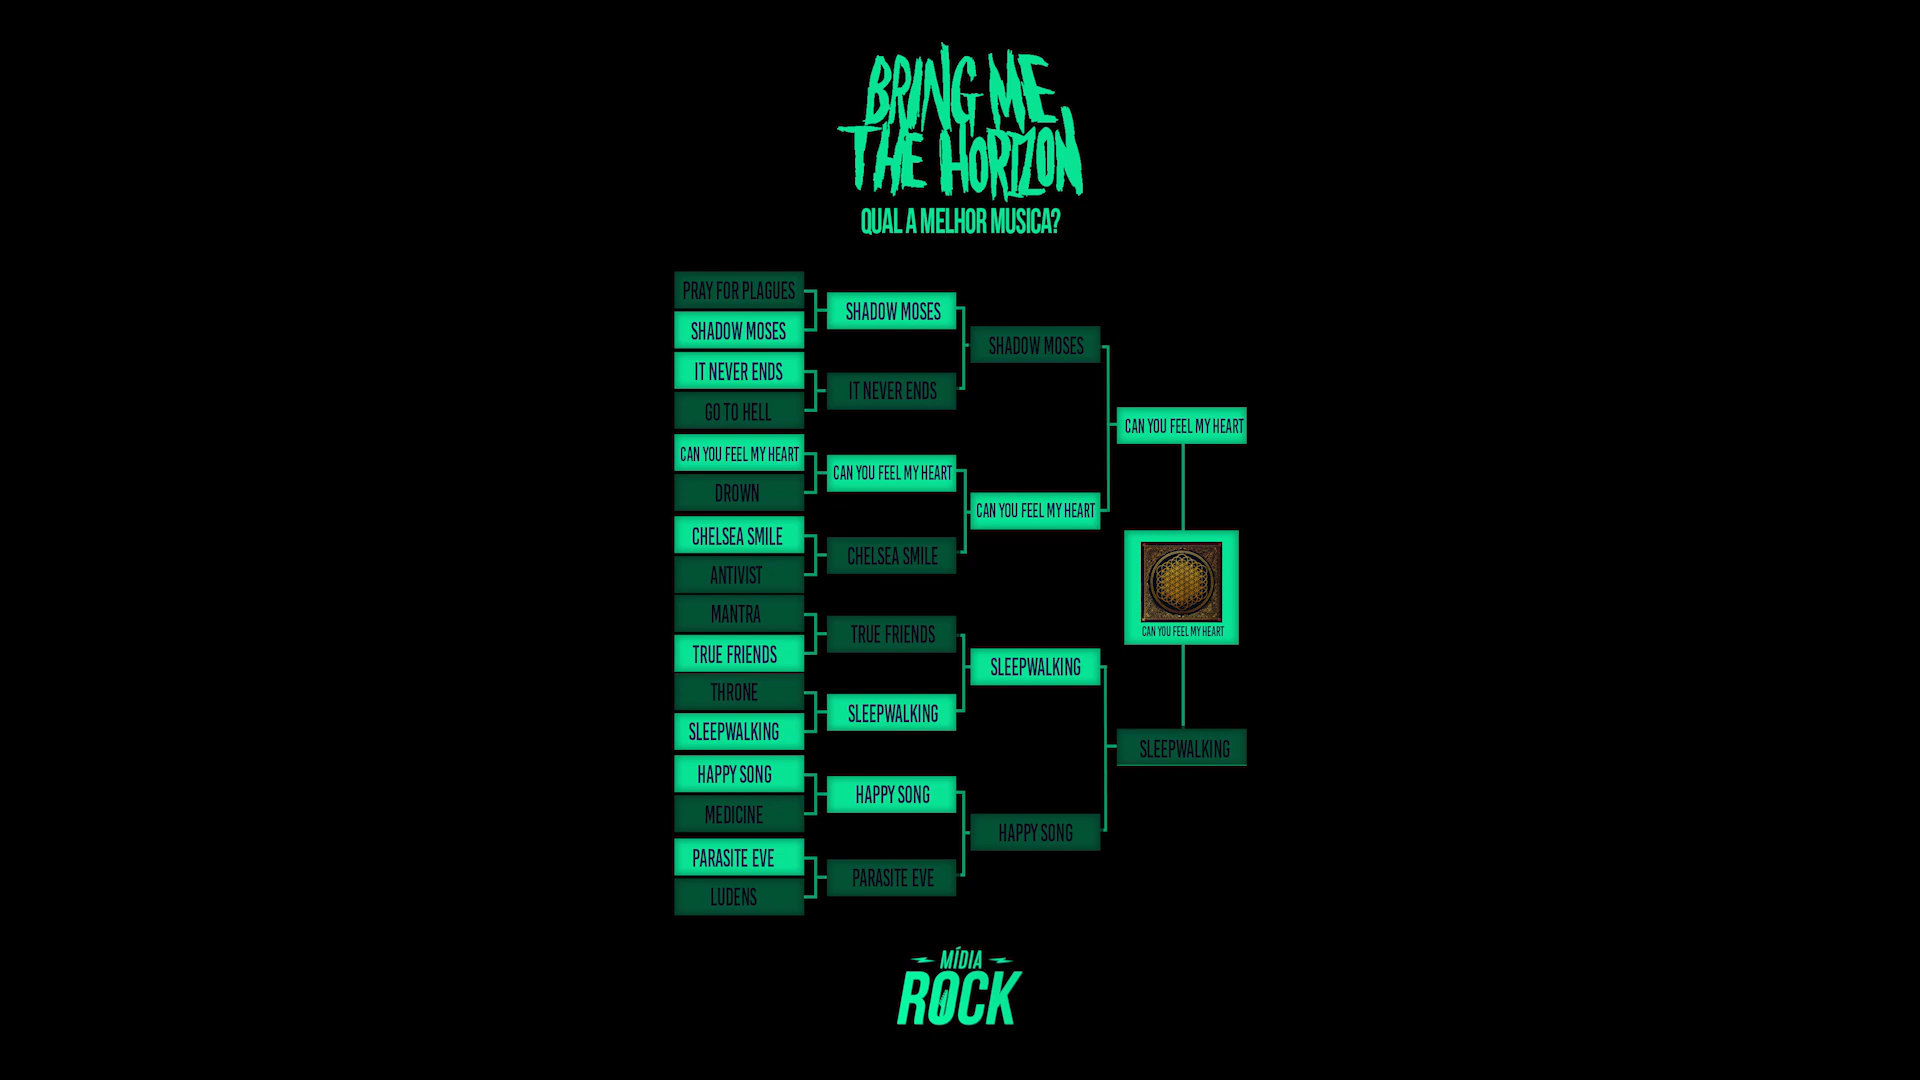 BRING ME
THE HORIZON
QUAL A MELHOR MUSICA?
PRAY FOR PLAGUES
SHADOW MOSES
IT NEVER ENDS
GO TO HELL
CAN YOU FEEL MY HEART
DROWN
CHELSEA SMILE
ANTIVIST
MANTRA
TRUE FRIENDS
THRONE
SLEEPWALKING
HAPPY SONG
MEDICINE
PARASITE EVE
LUDENS
SHADOW MOSES
IT NEVER ENDS
CAN YOU FEEL MY HEART
CHELSEA SMILE
TRUE FRIENDS
SLEEPWALKING
HAPPY SONG
PARASITE EVE
SHADOW MOSES
CAN YOU FEEL MY HEART
SLEEPWALKING
HAPPY SONG
CAN YOU FEEL MY HEART
CAN YOU FEEL MY HEART
SLEEPWALKING
MÍDIA
ROCK